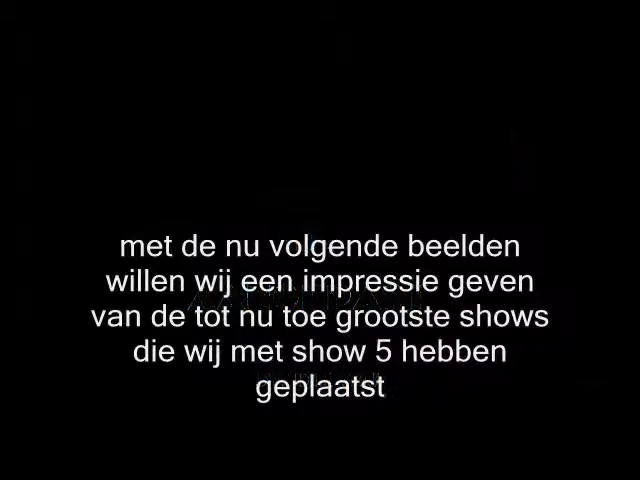 met de nu volgende beelden
willen wij een impressie geven
van de tot nu toe grootste shows
die wij met show 5 hebben
geplaatst